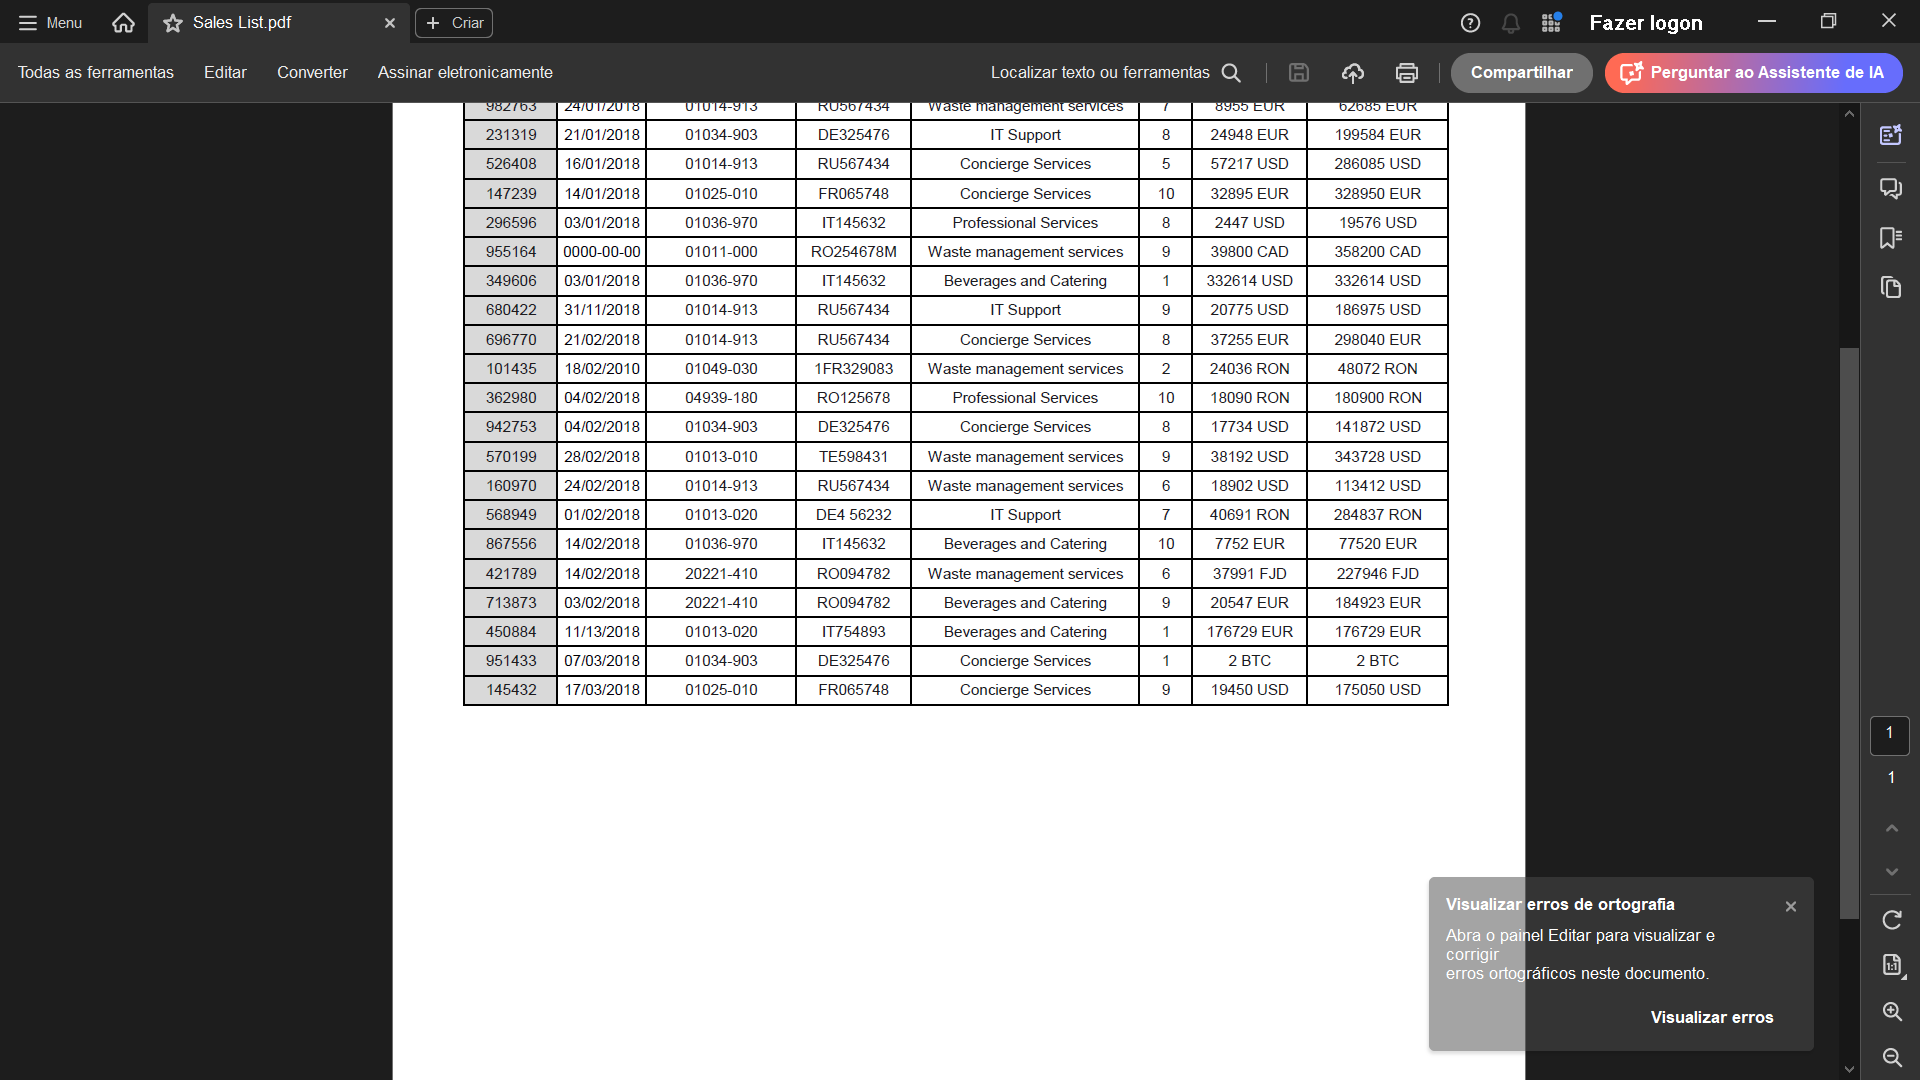 Menu Sales List.pdf Criar Fazer logon
Todas as ferramentas Editar Converter Assinar eletronicamente Localizar texto ou ferramentas Compartilhar Perguntar ao Assistente de IA
982763 24/01/2018 01014-913 RU567434 Waste management services 7 8955 EUR 62685 EUR
231319 21/01/2018 01034-903 DE325476 IT Support 8 24948 EUR 199584 EUR
526408 16/01/2018 01014-913 RU567434 Concierge Services 5 57217 USD 286085 USD
147239 14/01/2018 01025-010 FR065748 Concierge Services 10 32895 EUR 328950 EUR
296596 03/01/2018 01036-970 IT145632 Professional Services 8 2447 USD 19576 USD
955164 0000-00-00 01011-000 RO254678M Waste management services 9 39800 CAD 358200 CAD
349606 03/01/2018 01036-970 IT145632 Beverages and Catering 1 332614 USD 332614 USD
680422 31/11/2018 01014-913 RU567434 IT Support 9 20775 USD 186975 USD
696770 21/02/2018 01014-913 RU567434 Concierge Services 8 37255 EUR 298040 EUR
101435 18/02/2010 01049-030 1FR329083 Waste management services 2 24036 RON 48072 RON
362980 04/02/2018 04939-180 RO125678 Professional Services 10 18090 RON 180900 RON
942753 04/02/2018 01034-903 DE325476 Concierge Services 8 17734 USD 141872 USD
570199 28/02/2018 01013-010 TE598431 Waste management services 9 38192 USD 343728 USD
160970 24/02/2018 01014-913 RU567434 Waste management services 6 18902 USD 113412 USD
568949 01/02/2018 01013-020 DE4 56232 IT Support 7 40691 RON 284837 RON
867556 14/02/2018 01036-970 IT145632 Beverages and Catering 10 7752 EUR 77520 EUR
421789 14/02/2018 20221-410 RO094782 Waste management services 6 37991 FJD 227946 FJD
713873 03/02/2018 20221-410 RO094782 Beverages and Catering 9 20547 EUR 184923 EUR
450884 11/13/2018 01013-020 IT754893 Beverages and Catering 1 176729 EUR 176729 EUR
951433 07/03/2018 01034-903 DE325476 Concierge Services 1 2 BTC 2 BTC
145432 17/03/2018 01025-010 FR065748 Concierge Services 9 19450 USD 175050 USD
1
1
Visualizar erros de ortografia
Abra o painel Editar para visualizar e
corrigir
erros ortográficos neste documento.
Visualizar erros
1:1